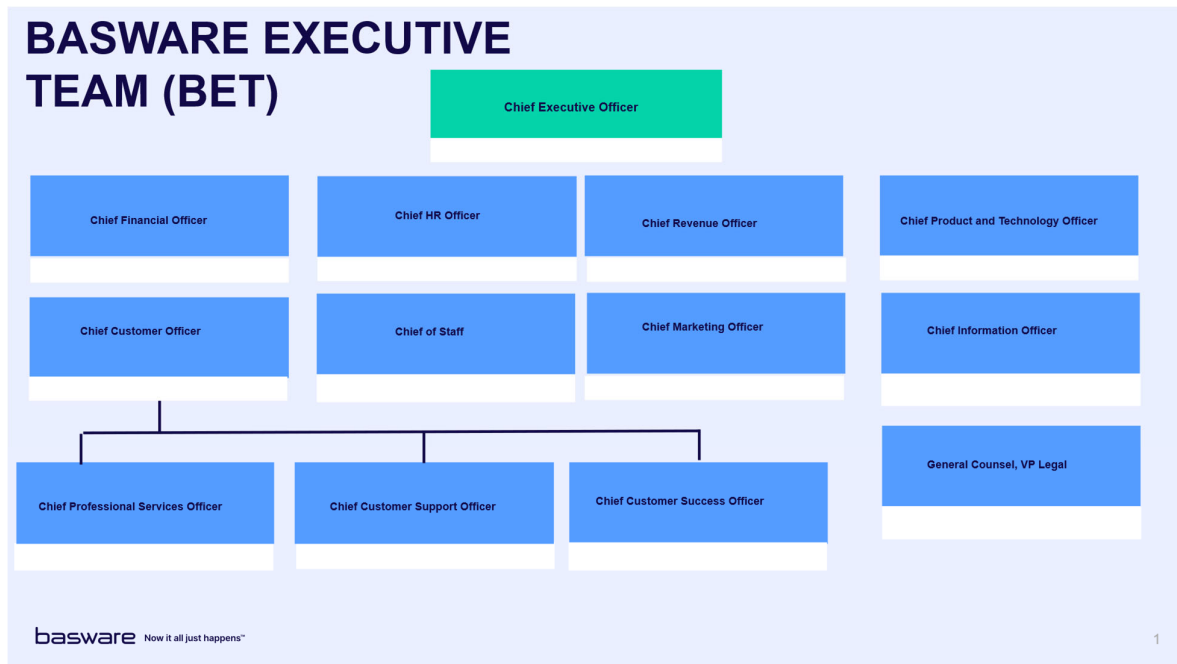 BASWARE EXECUTIVE
TEAM (BET)
Chief Executive Officer
Chief Financial Officer
Chief HR Officer
Chief Revenue Officer
Chief Product and Technology Officer
Chief Customer Officer
Chief of Staff
Chief Marketing Officer
Chief Information Officer
General Counsel, VP Legal
Chief Professional Services Officer
Chief Customer Support Officer
Chief Customer Success Officer
basware Now it all just happens™
1